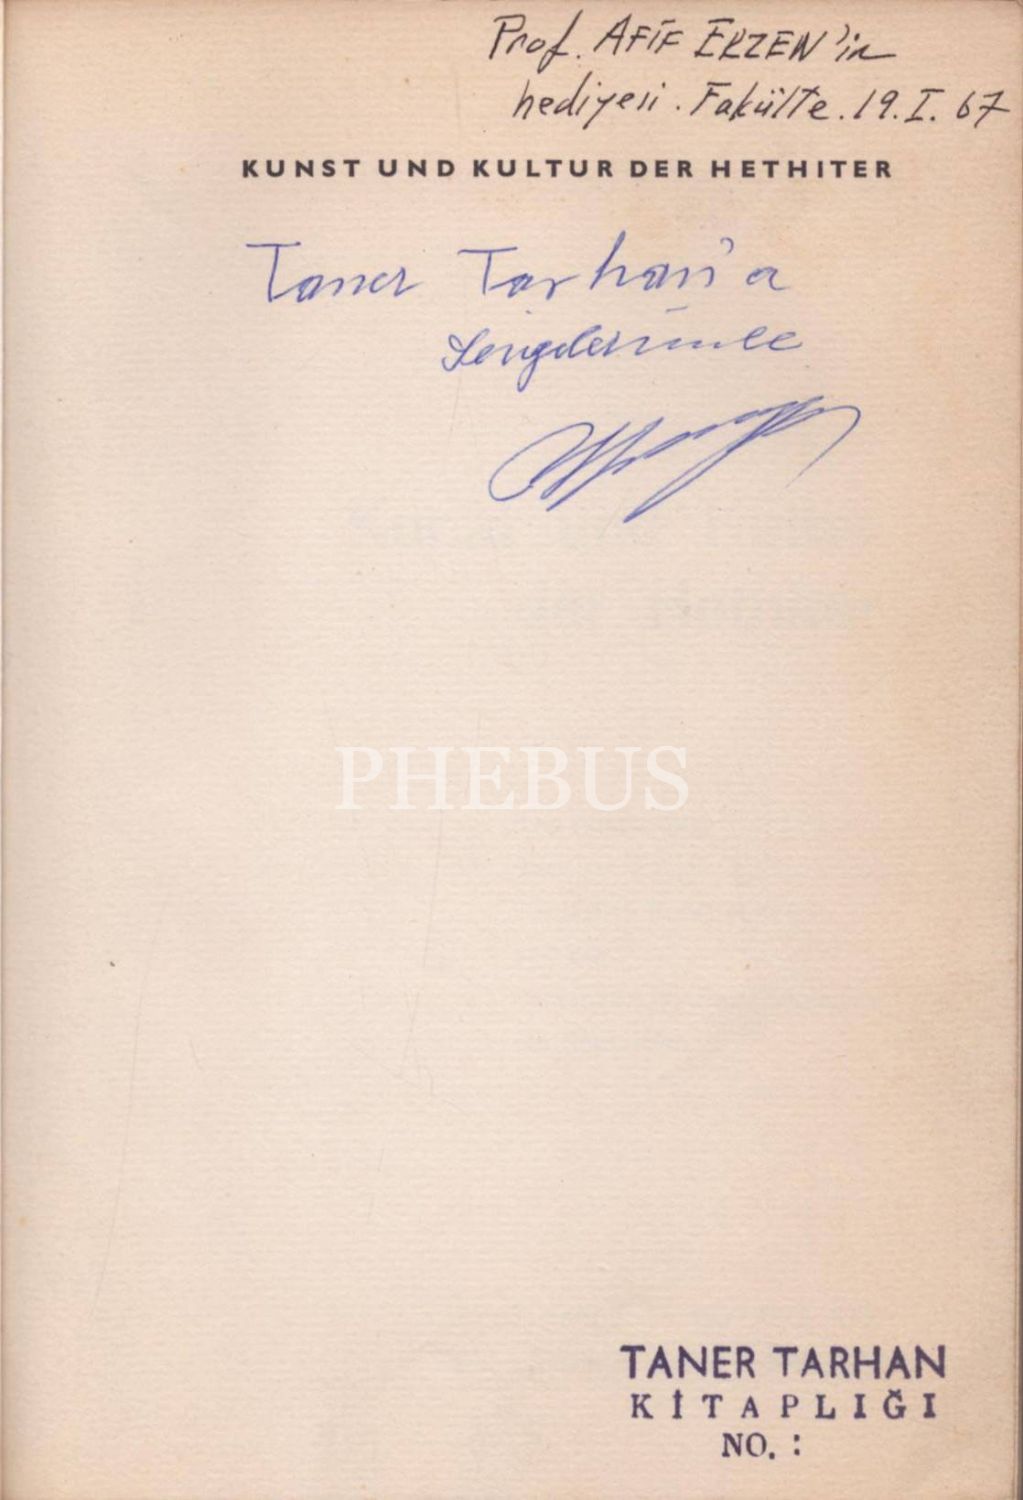 Prof. AFİF ERZEN'in
hediyesi. Fakülte. 19. I. 67
KUNST UND KULTUR DER HETHITER
Taner Tarhan'a
Sevgilerimle
PHEBUS
TANER TARHAN
KİTAPLIĞI
NO. :